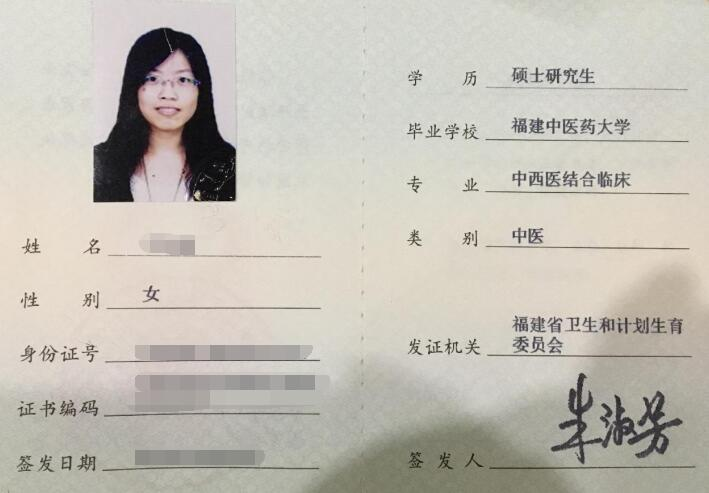 姓 名
性 别 女
身份证号
证书编码
签发日期
学 历 硕士研究生
毕业学校 福建中医药大学
专 业 中西医结合临床
类 别 中医
发证机关 福建省卫生和计划生育
委员会
签 发 人 朱淑芳